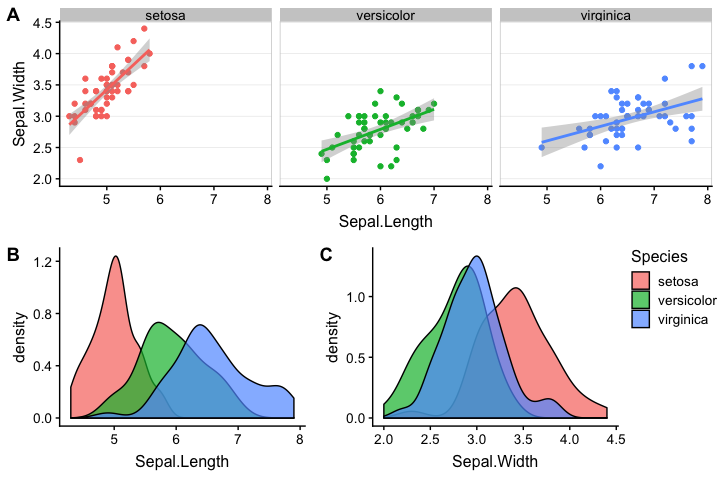 A
setosa
versicolor
virginica
Sepal.Width
4.5
4.0
3.5
3.0
2.5
2.0
5 6 7 8
5 6 7 8
5 6 7 8
Sepal.Length
B
density
1.2
0.8
0.4
0.0
5 6 7 8
Sepal.Length
C
density
1.0
0.5
0.0
2.0 2.5 3.0 3.5 4.0 4.5
Sepal.Width
Species
setosa
versicolor
virginica